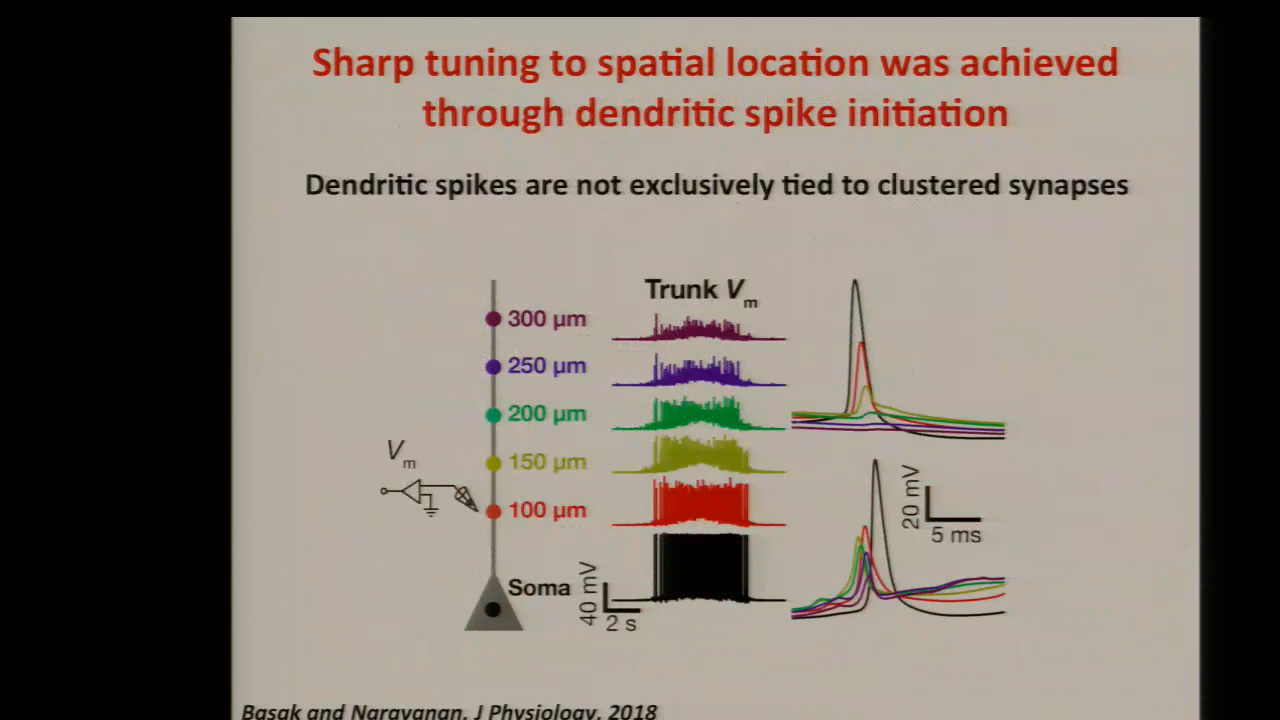 Sharp tuning to spatial location was achieved
through dendritic spike initiation
Dendritic spikes are not exclusively tied to clustered synapses
Trunk Vm
300 µm
250 µm
200 µm
150 µm
100 µm
Vm
Soma
40 mV
2 s
20 mV
5 ms
Basak and Narayanan, J Physiology, 2018